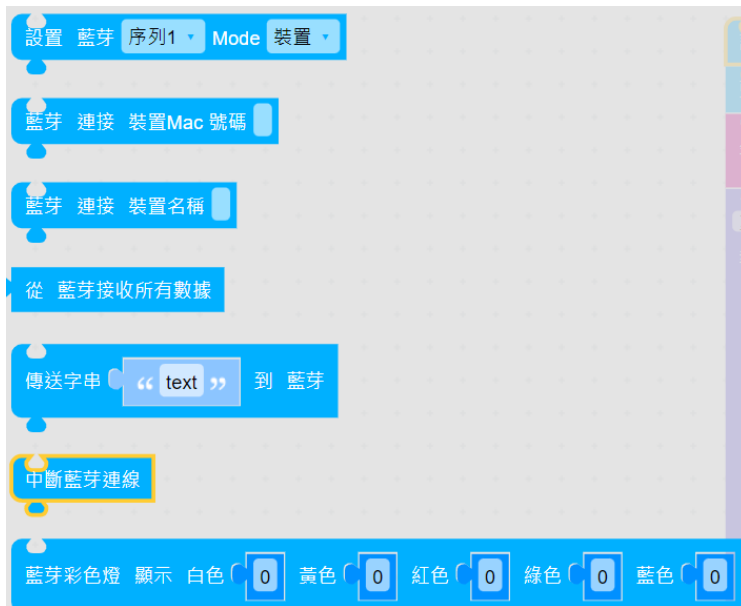 設置 藍芽 序列1 Mode 裝置
藍芽 連接 裝置Mac 號碼
藍芽 連接 裝置名稱
從 藍芽接收所有數據
傳送字串 “ text ” 到 藍芽
中斷藍芽連線
藍芽彩色燈 顯示 白色 0 黃色 0 紅色 0 綠色 0 藍色 0